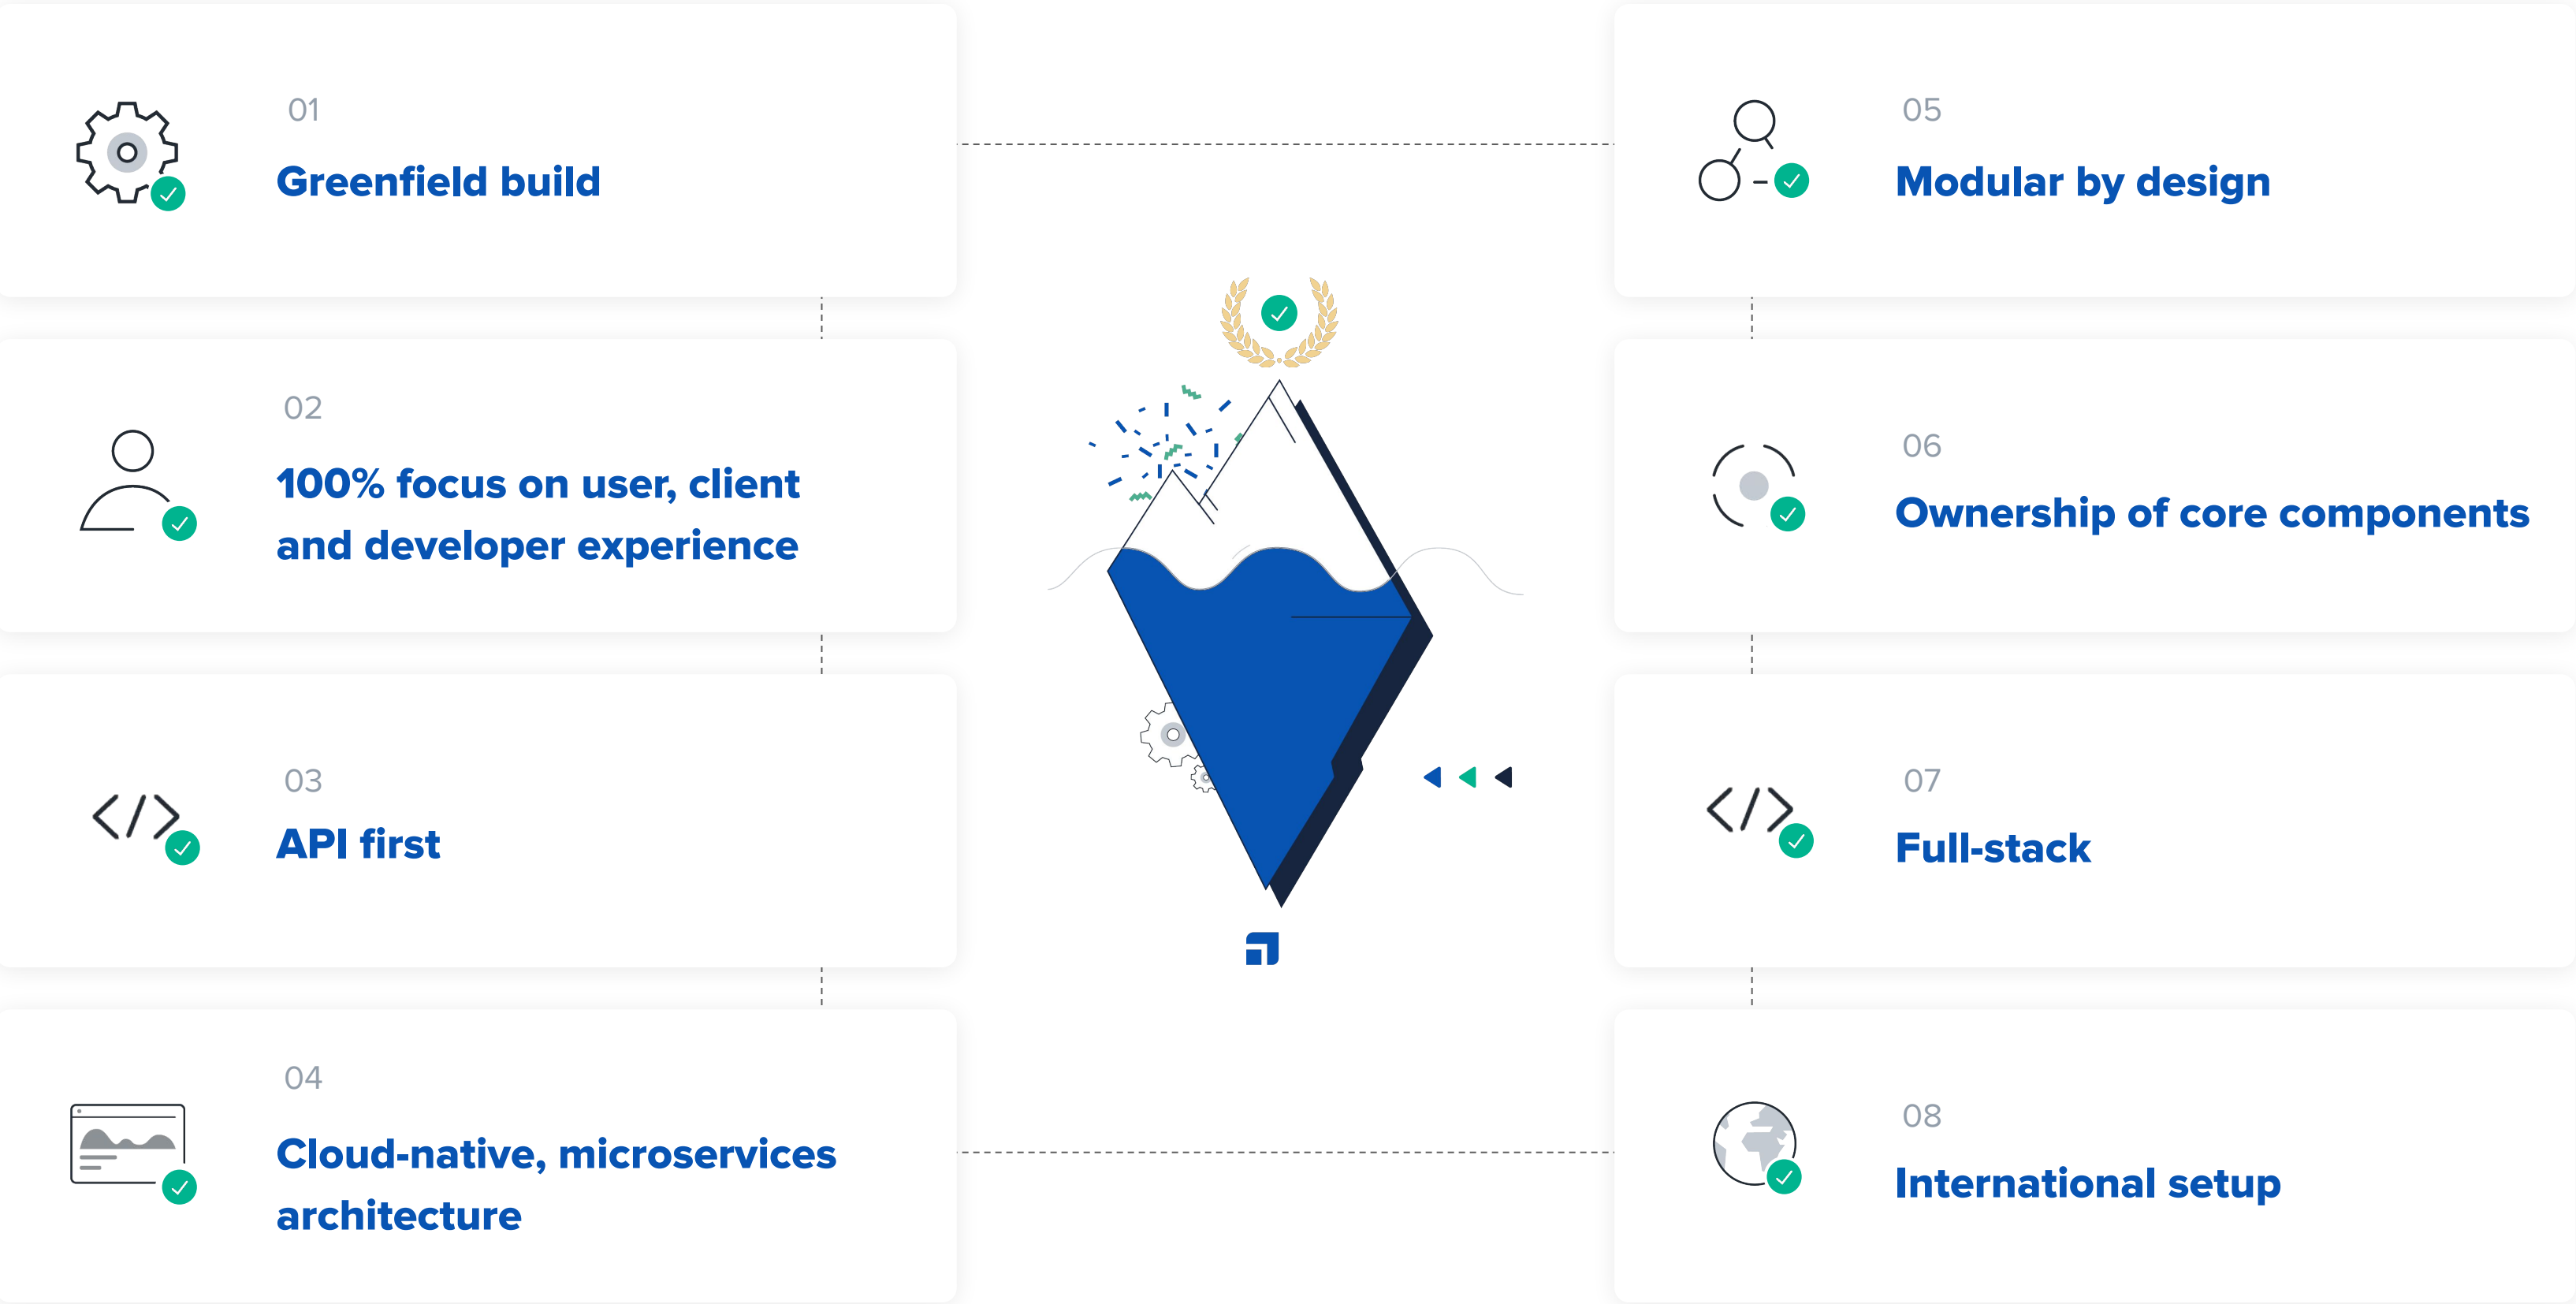 01
Greenfield build
02
100% focus on user, client
and developer experience
03
API first
04
Cloud-native, microservices
architecture
05
Modular by design
06
Ownership of core components
07
Full-stack
08
International setup